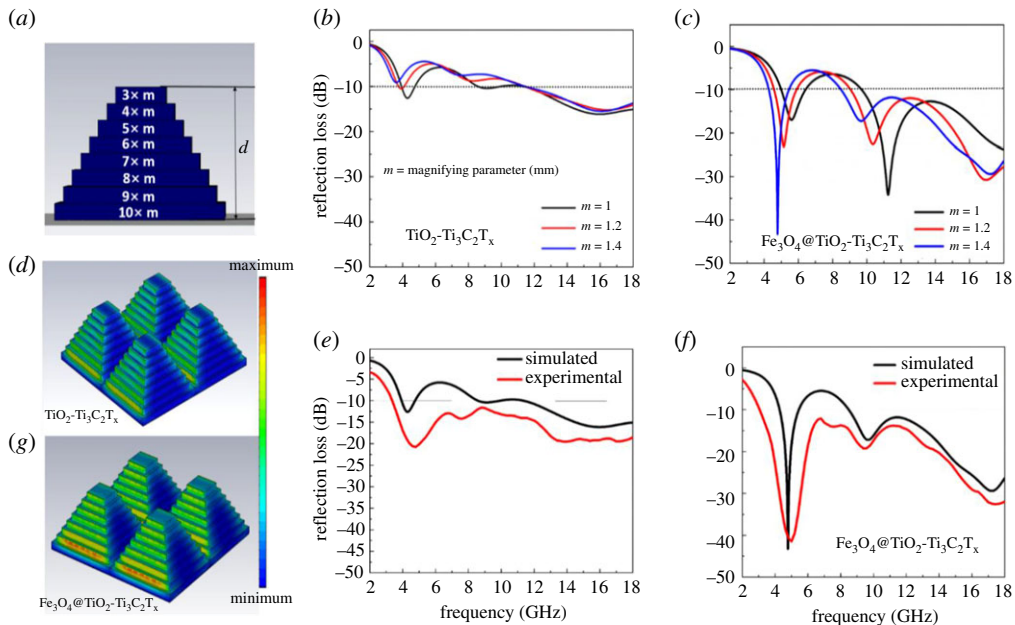 (a)
3× m
4× m
5× m
6× m
7× m
8× m
9× m
10× m
d
(b)
0
−10
−20
−30
−40
−50
reflection loss (dB)
m = magnifying parameter (mm)
TiO₂-Ti₃C₂Tₓ
m = 1
m = 1.2
m = 1.4
2 4 6 8 10 12 14 16 18
(c)
0
−10
−20
−30
−40
−50
Fe₃O₄@TiO₂-Ti₃C₂Tₓ
m = 1
m = 1.2
m = 1.4
2 4 6 8 10 12 14 16 18
(d)
TiO₂-Ti₃C₂Tₓ
maximum
minimum
(g)
Fe₃O₄@TiO₂-Ti₃C₂Tₓ
(e)
0
−5
−10
−15
−20
−25
−30
−35
−40
−45
−50
reflection loss (dB)
simulated
experimental
2 4 6 8 10 12 14 16 18
frequency (GHz)
(f)
0
−10
−20
−30
−40
−50
simulated
experimental
Fe₃O₄@TiO₂-Ti₃C₂Tₓ
2 4 6 8 10 12 14 16 18
frequency (GHz)